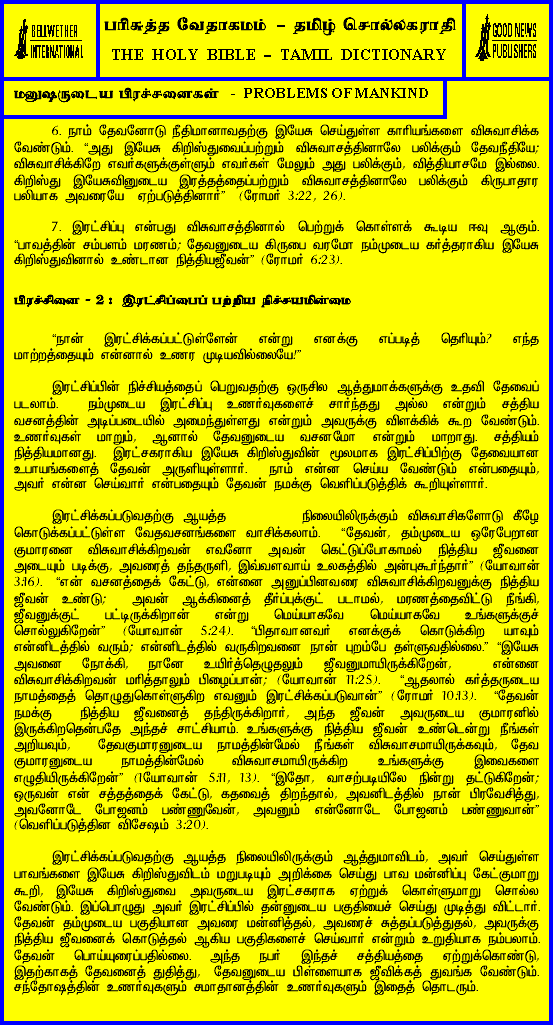 BELLWETHER
INTERNATIONAL
பரிசுத்த வேதாகமம் – தமிழ் சொல்லகராதி
THE HOLY BIBLE – TAMIL DICTIONARY
GOOD NEWS
PUBLISHERS
மனுஷருடைய பிரச்சனைகள் - PROBLEMS OF MANKIND
6. நாம் தேவனோடு நீதிமானாவதற்கு இயேசு செய்துள்ள காரியங்களை விசுவாசிக்க
வேண்டும். “அது இயேசு கிறிஸ்துவைப்பற்றும் விசுவாசத்தினாலே பலிக்கும் தேவநீதியே;
விசுவாசிக்கிறே எவர்களுக்குள்ளும் எவர்கள் மேலும் அது பலிக்கும், வித்தியாசமே இல்லை.
கிறிஸ்து இயேசுவினுடைய இரத்தத்தைப்பற்றும் விசுவாசத்தினாலே பலிக்கும் கிருபாதார
பலியாக அவரையே ஏற்படுத்தினார்” (ரோமர் 3:22, 26).
7. இரட்சிப்பு என்பது விசுவாசத்தினால் பெற்றுக் கொள்ளக் கூடிய ஈவு ஆகும்.
“பாவத்தின் சம்பளம் மரணம்; தேவனுடைய கிருபை வரமோ நம்முடைய கர்த்தராகிய இயேசு
கிறிஸ்துவினால் உண்டான நித்தியஜீவன்” (ரோமர் 6:23).
பிரச்சினை - 2 : இரட்சிப்பைப் பற்றிய நிச்சயமின்மை
“நான் இரட்சிக்கப்பட்டுள்ளேன் என்று எனக்கு எப்படித் தெரியும்? எந்த
மாற்றத்தையும் என்னால் உணர முடியவில்லையே!”
இரட்சிப்பின் நிச்சியத்தைப் பெறுவதற்கு ஒருசில ஆத்துமாக்களுக்கு உதவி தேவைப்
படலாம். நம்முடைய இரட்சிப்பு உணர்வுகளைச் சார்ந்தது அல்ல என்றும் சத்திய
வசனத்தின் அடிப்படையில் அமைந்துள்ளது என்றும் அவருக்கு விளக்கிக் கூற வேண்டும்.
உணர்வுகள் மாறும், ஆனால் தேவனுடைய வசனமோ என்றும் மாறாது. சத்தியம்
நித்தியமானது. இரட்சகராகிய இயேசு கிறிஸ்துவின் மூலமாக இரட்சிப்பிற்கு தேவையான
உபாயங்களைத் தேவன் அருளியுள்ளார். நாம் என்ன செய்ய வேண்டும் என்பதையும்,
அவர் என்ன செய்வார் என்பதையும் தேவன் நமக்கு வெளிப்படுத்திக் கூறியுள்ளார்.
இரட்சிக்கப்படுவதற்கு ஆயத்த நிலையிலிருக்கும் விசுவாசிகளோடு கீழே
கொடுக்கப்பட்டுள்ள வேதவசனங்களை வாசிக்கலாம். “தேவன், தம்முடைய ஒரேபேறான
குமாரனை விசுவாசிக்கிறவன் எவனோ அவன் கெட்டுப்போகாமல் நித்திய ஜீவனை
அடையும் படிக்கு, அவரைத் தந்தருளி, இவ்வளவாய் உலகத்தில் அன்புகூர்ந்தார்” (யோவான்
3:16). “என் வசனத்தைக் கேட்டு, என்னை அனுப்பினவரை விசுவாசிக்கிறவனுக்கு நித்திய
ஜீவன் உண்டு; அவன் ஆக்கினைத் தீர்ப்புக்குட் படாமல், மரணத்தைவிட்டு நீங்கி,
ஜீவனுக்குட் பட்டிருக்கிறான் என்று மெய்யாகவே மெய்யாகவே உங்களுக்குச்
சொல்லுகிறேன்” (யோவான் 5:24). “பிதாவானவர் எனக்குக் கொடுக்கிற யாவும்
என்னிடத்தில் வரும்; என்னிடத்தில் வருகிறவனை நான் புறம்பே தள்ளுவதில்லை.” “இயேசு
அவனை நோக்கி, நானே உயிர்த்தெழுதலும் ஜீவனுமாயிருக்கிறேன், என்னை
விசுவாசிக்கிறவன் மரித்தாலும் பிழைப்பான்; (யோவான் 11:25). “ஆதலால் கர்த்தருடைய
நாமத்தைத் தொழுதுகொள்ளுகிற எவனும் இரட்சிக்கப்படுவான்” (ரோமர் 10:13). “தேவன்
நமக்கு நித்திய ஜீவனைத் தந்திருக்கிறார், அந்த ஜீவன் அவருடைய குமாரனில்
இருக்கிறதென்பதே அந்தச் சாட்சியாம். உங்களுக்கு நித்திய ஜீவன் உண்டென்று நீங்கள்
அறியவும், தேவகுமாரனுடைய நாமத்தின்மேல் நீங்கள் விசுவாசமாயிருக்கவும், தேவ
குமாரனுடைய நாமத்தின்மேல் விசுவாசமாயிருக்கிற உங்களுக்கு இவைகளை
எழுதியிருக்கிறேன்” (1யோவான் 5:11, 13). “இதோ, வாசற்படியிலே நின்று தட்டுகிறேன்;
ஒருவன் என் சத்தத்தைக் கேட்டு, கதவைத் திறந்தால், அவனிடத்தில் நான் பிரவேசித்து,
அவனோடே போஜனம் பண்ணுவேன், அவனும் என்னோடே போஜனம் பண்ணுவான்”
(வெளிப்படுத்தின விசேஷம் 3:20).
இரட்சிக்கப்படுவதற்கு ஆயத்த நிலையிலிருக்கும் ஆத்துமாவிடம், அவர் செய்துள்ள
பாவங்களை இயேசு கிறிஸ்துவிடம் மறுபடியும் அறிக்கை செய்து பாவ மன்னிப்பு கேட்குமாறு
கூறி, இயேசு கிறிஸ்துவை அவருடைய இரட்சகராக ஏற்றுக் கொள்ளுமாறு சொல்ல
வேண்டும். இப்பொழுது அவர் இரட்சிப்பில் தன்னுடைய பகுதியைச் செய்து முடித்து விட்டார்.
தேவன் தம்முடைய பகுதியான அவரை மன்னித்தல், அவரைச் சுத்தப்படுத்துதல், அவருக்கு
நித்திய ஜீவனைக் கொடுத்தல் ஆகிய பகுதிகளைச் செய்வார் என்றும் உறுதியாக நம்பலாம்.
தேவன் பொய்யுரைப்பதில்லை. அந்த நபர் இந்தச் சத்தியத்தை ஏற்றுக்கொண்டு,
இதற்காகத் தேவனைத் துதித்து, தேவனுடைய பிள்ளையாக ஜீவிக்கத் துவங்க வேண்டும்.
சந்தோஷத்தின் உணர்வுகளும் சமாதானத்தின் உணர்வுகளும் இதைத் தொடரும்.